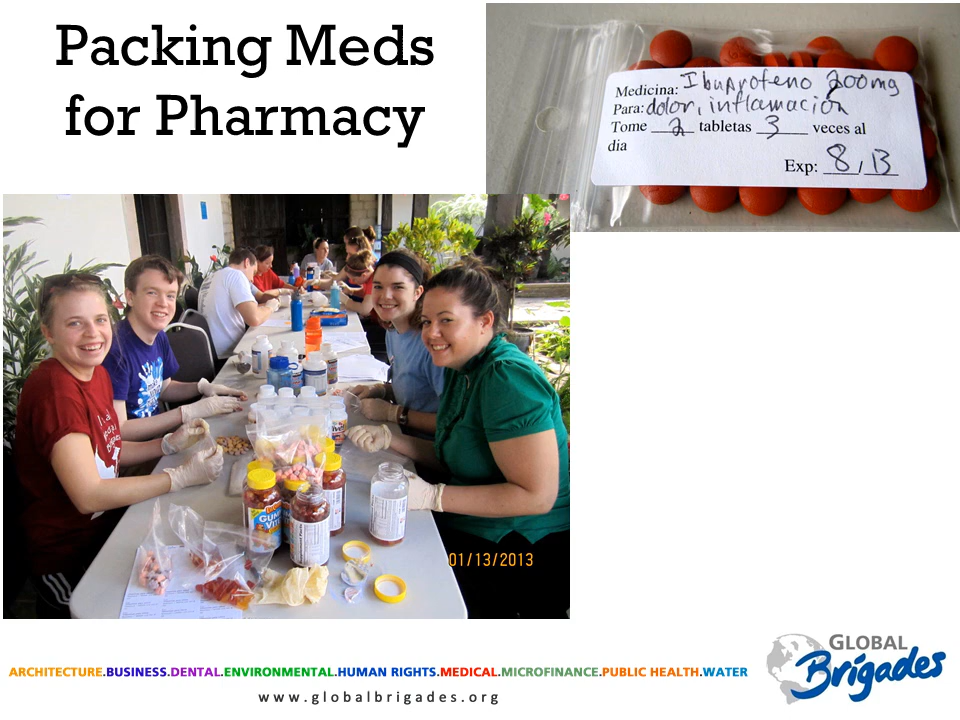 Packing Meds
for Pharmacy
Medicina: Ibuprofeno 200mg
Para: dolor, inflamación
Tome 2 tabletas 3 veces al
dia
Exp: 8/13
GUMMY
VITES
01/13/2013
ARCHITECTURE.BUSINESS.DENTAL.ENVIRONMENTAL.HUMAN RIGHTS.MEDICAL.MICROFINANCE.PUBLIC HEALTH.WATER
www.globalbrigades.org
GLOBAL
Brigades